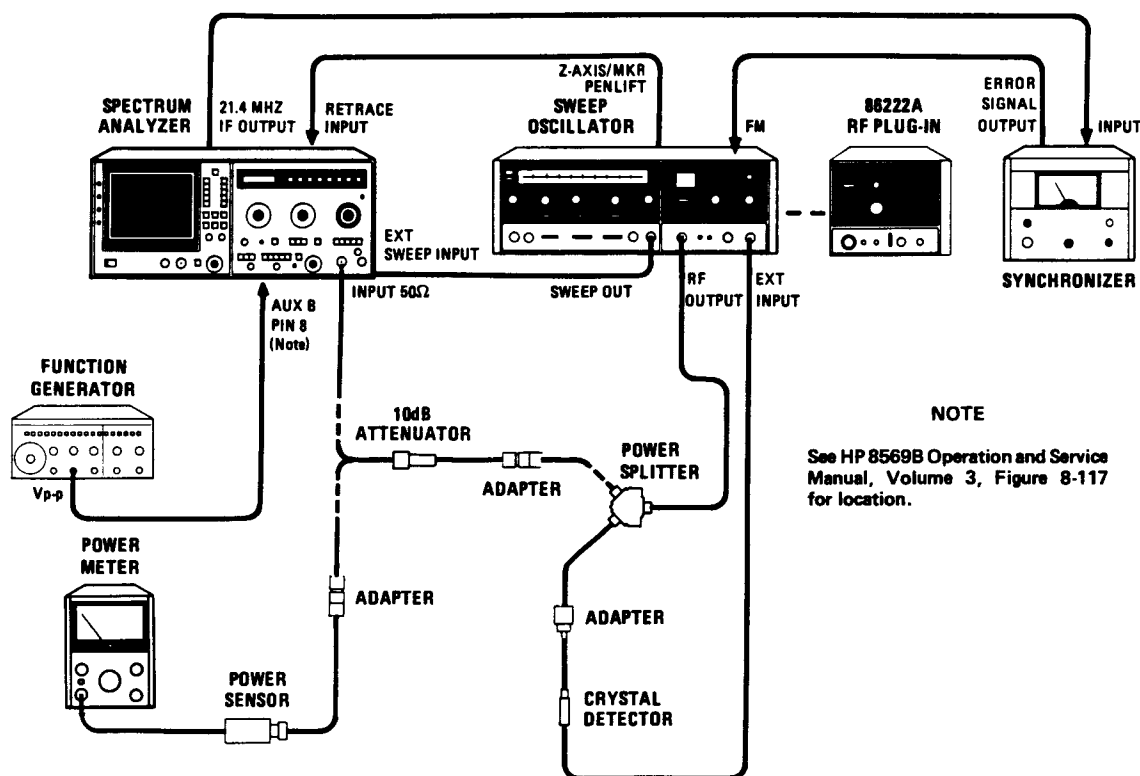 SPECTRUM
ANALYZER
21.4 MHZ
IF OUTPUT
RETRACE
INPUT
Z-AXIS/MKR
PENLIFT
SWEEP
OSCILLATOR
FM
86222A
RF PLUG-IN
ERROR
SIGNAL
OUTPUT
INPUT
EXT
SWEEP INPUT
INPUT 50Ω
SWEEP OUT
RF
OUTPUT
EXT
INPUT
SYNCHRONIZER
AUX B
PIN 8
(Note)
FUNCTION
GENERATOR
Vp-p
10dB
ATTENUATOR
ADAPTER
POWER
SPLITTER
NOTE
See HP 8569B Operation and Service
Manual, Volume 3, Figure 8-117
for location.
POWER
METER
ADAPTER
ADAPTER
POWER
SENSOR
CRYSTAL
DETECTOR